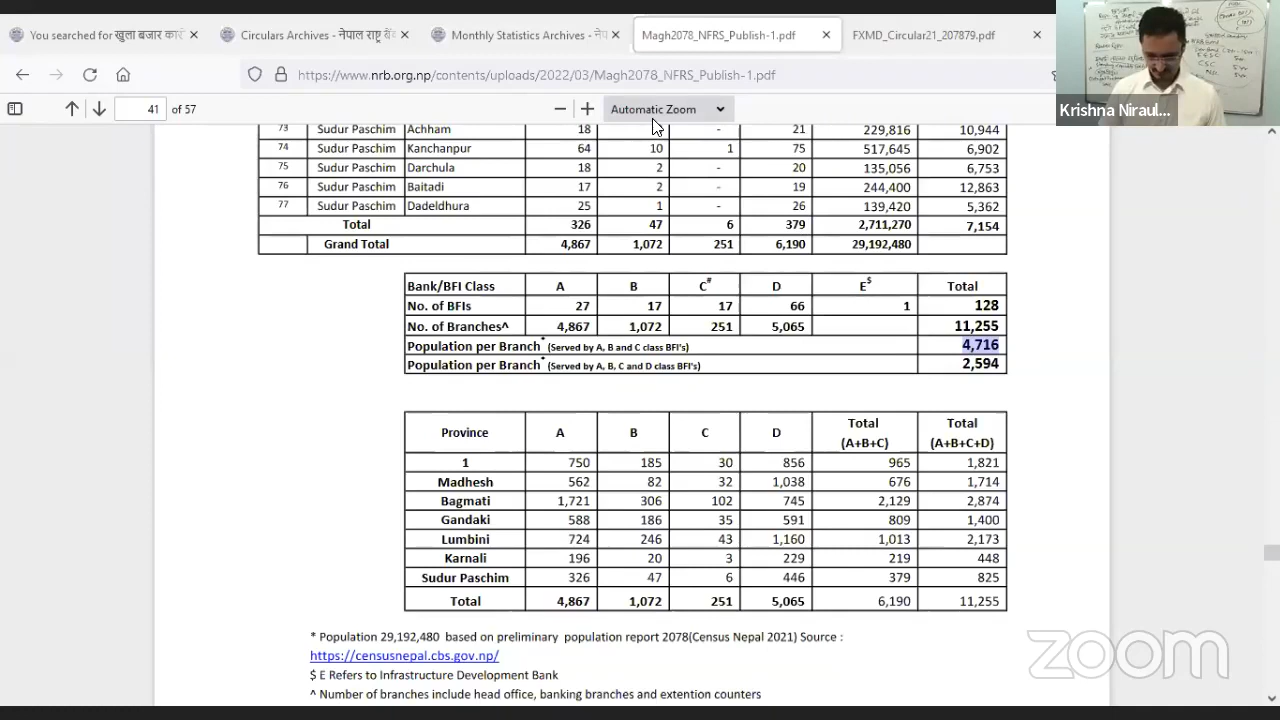 You searched for खुला बजार कारो
Circulars Archives - नेपाल राष्ट्र बैं
Monthly Statistics Archives - ने
Magh2078_NFRS_Publish-1.pdf
FXMD_Circular21_207879.pdf
https://www.nrb.org.np/contents/uploads/2022/03/Magh2078_NFRS_Publish-1.pdf
Krishna Niraul...
41 of 57
Automatic Zoom
73 Sudur Paschim Achham 18 - 21 229,816 10,944
74 Sudur Paschim Kanchanpur 64 10 1 75 517,645 6,902
75 Sudur Paschim Darchula 18 2 - 20 135,056 6,753
76 Sudur Paschim Baitadi 17 2 - 19 244,400 12,863
77 Sudur Paschim Dadeldhura 25 1 - 26 139,420 5,362
Total 326 47 6 379 2,711,270 7,154
Grand Total 4,867 1,072 251 6,190 29,192,480
Bank/BFI Class A B C# D E$ Total
No. of BFIs 27 17 17 66 1 128
No. of Branches^ 4,867 1,072 251 5,065 11,255
Population per Branch* (Served by A, B and C class BFI's) 4,716
Population per Branch* (Served by A, B, C and D class BFI's) 2,594
Province A B C D Total (A+B+C) Total (A+B+C+D)
1 750 185 30 856 965 1,821
Madhesh 562 82 32 1,038 676 1,714
Bagmati 1,721 306 102 745 2,129 2,874
Gandaki 588 186 35 591 809 1,400
Lumbini 724 246 43 1,160 1,013 2,173
Karnali 196 20 3 229 219 448
Sudur Paschim 326 47 6 446 379 825
Total 4,867 1,072 251 5,065 6,190 11,255
* Population 29,192,480 based on preliminary population report 2078(Census Nepal 2021) Source :
https://censusnepal.cbs.gov.np/
$ E Refers to Infrastructure Development Bank
^ Number of branches include head office, banking branches and extention counters
zoom